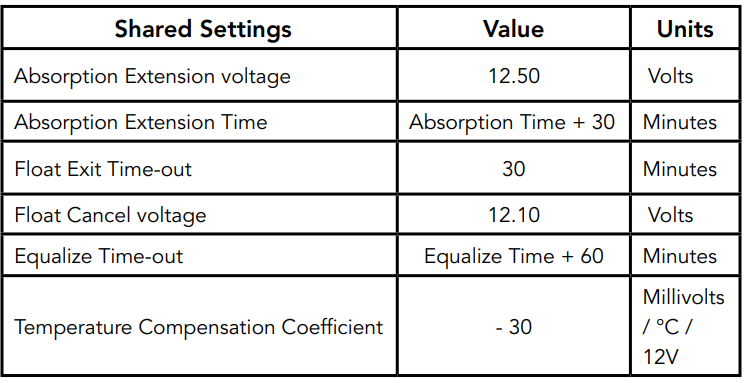 Shared Settings Value Units
Absorption Extension voltage 12.50 Volts
Absorption Extension Time Absorption Time + 30 Minutes
Float Exit Time-out 30 Minutes
Float Cancel voltage 12.10 Volts
Equalize Time-out Equalize Time + 60 Minutes
Temperature Compensation Coefficient - 30 Millivolts
/ °C /
12V